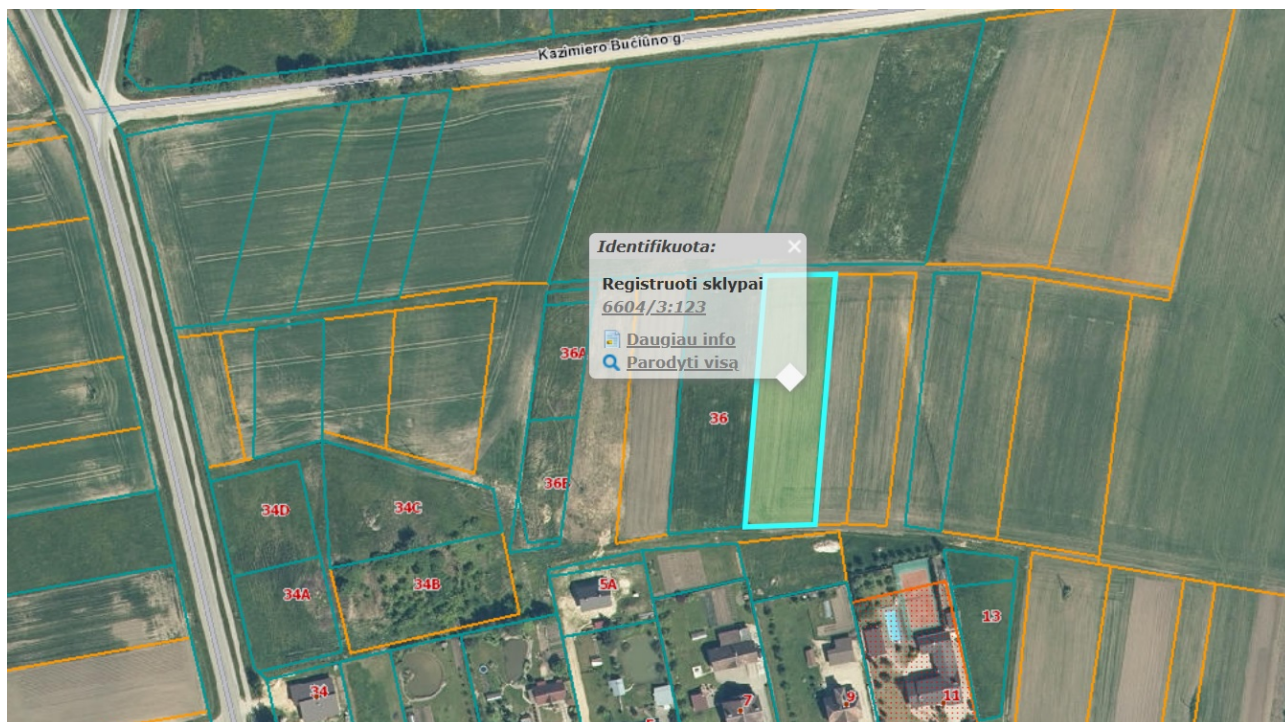 Kazimiero Bučiūno g.
Identifikuota:
Registruoti sklypai
6604/3:123
Daugiau info
Parodyti visą
36A
36
36B
34D
34C
34A
34B
5A
13
34
7
9
11